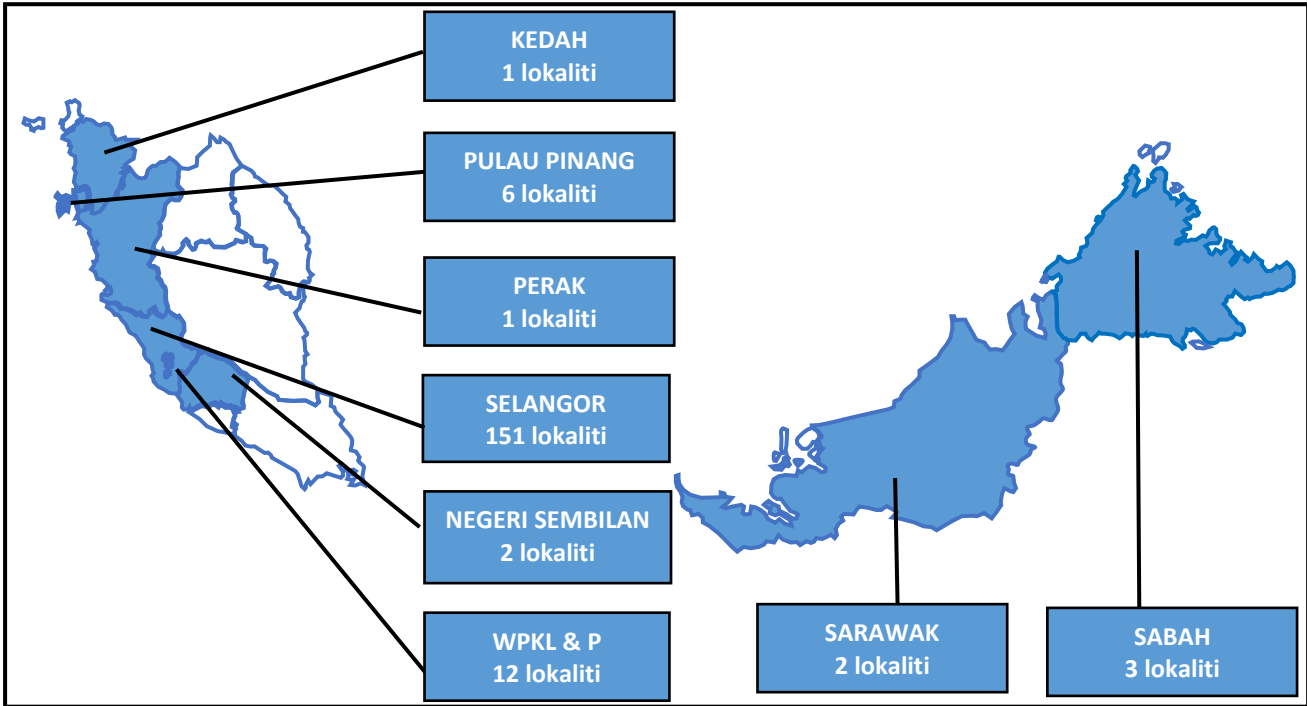 KEDAH
1 lokaliti
PULAU PINANG
6 lokaliti
PERAK
1 lokaliti
SELANGOR
151 lokaliti
NEGERI SEMBILAN
2 lokaliti
WPKL & P
12 lokaliti
SARAWAK
2 lokaliti
SABAH
3 lokaliti